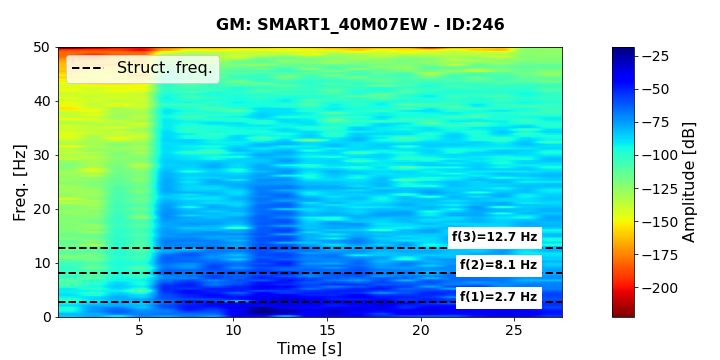 GM: SMART1_40M07EW - ID:246
50
40
30
20
10
0
Freq. [Hz]
Struct. freq.
f(3)=12.7 Hz
f(2)=8.1 Hz
f(1)=2.7 Hz
5 10 15 20 25
Time [s]
−25
−50
−75
−100
−125
−150
−175
−200
Amplitude [dB]